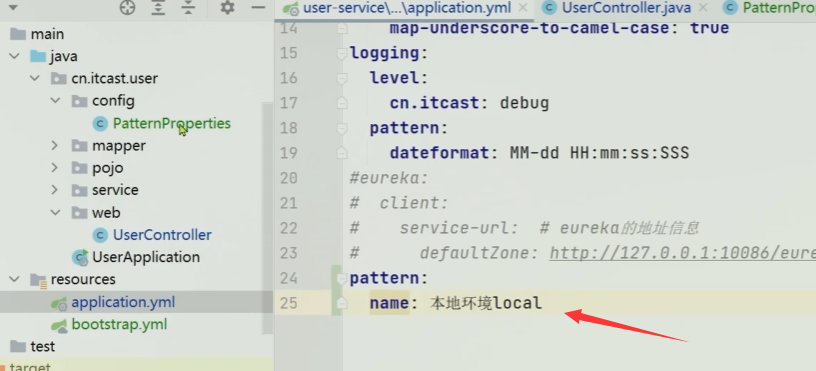 main
java
cn.itcast.user
config
PatternProperties
mapper
pojo
service
web
UserController
UserApplication
resources
application.yml
bootstrap.yml
test
target
user-service\...\application.yml
UserController.java
PatternPro
14 map-underscore-to-camel-case: true
15 logging:
16 level:
17 cn.itcast: debug
18 pattern:
19 dateformat: MM-dd HH:mm:ss:SSS
20 #eureka:
21 # client:
22 # service-url: # eureka的地址信息
23 # defaultZone: http://127.0.0.1:10086/eure
24 pattern:
25 name: 本地环境local